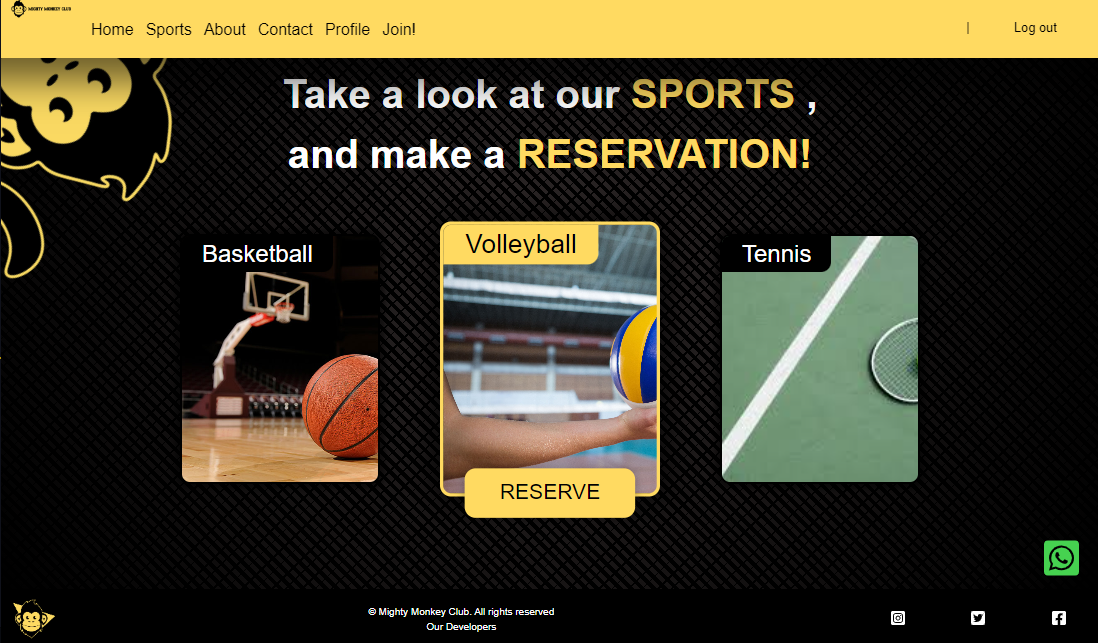 MIGHTY MONKEY CLUB
Home Sports About Contact Profile Join!
| Log out
Take a look at our SPORTS ,
and make a RESERVATION!
Basketball
Volleyball
Tennis
RESERVE
© Mighty Monkey Club. All rights reserved
Our Developers